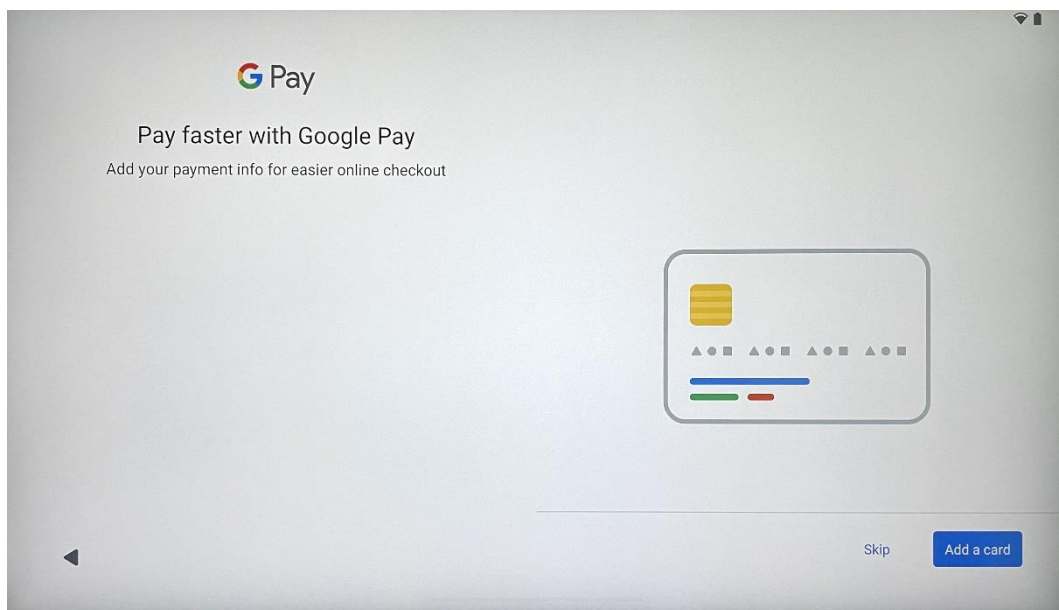 G Pay
Pay faster with Google Pay
Add your payment info for easier online checkout
Skip
Add a card